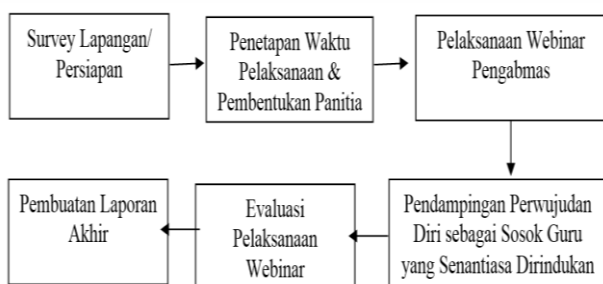 Survey Lapangan/
Persiapan
Penetapan Waktu
Pelaksanaan &
Pembentukan Panitia
Pelaksanaan Webinar
Pengabmas
Pendampingan Perwujudan
Diri sebagai Sosok Guru
yang Senantiasa Dirindukan
Evaluasi
Pelaksanaan
Webinar
Pembuatan Laporan
Akhir